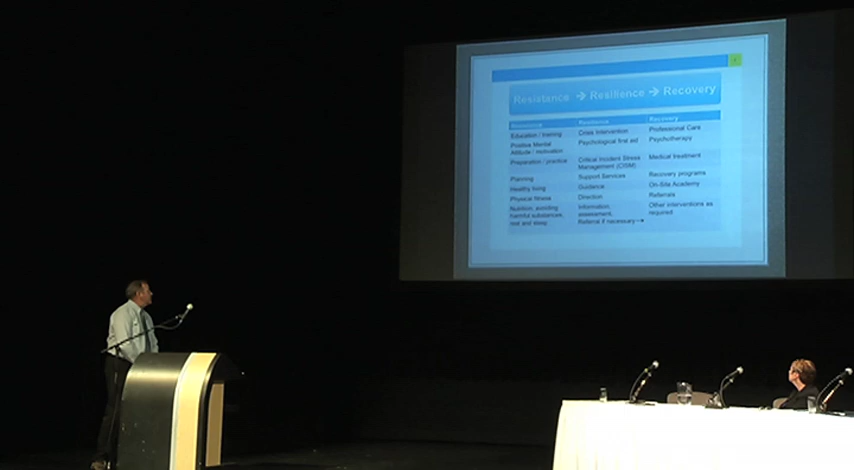 Resistance → Resilience → Recovery
Resistance Resilience Recovery
Education / training Crisis Intervention Professional Care
Positive Mental Attitude / motivation Psychological first aid Psychotherapy
Preparation / practice Critical Incident Stress Management (CISM) Medical treatment
Planning Support Services Recovery programs
Healthy living Guidance On-Site Academy
Physical fitness Direction Referrals
Nutrition, avoiding harmful substances, rest and sleep Information, assessment, Referral if necessary → Other interventions as required